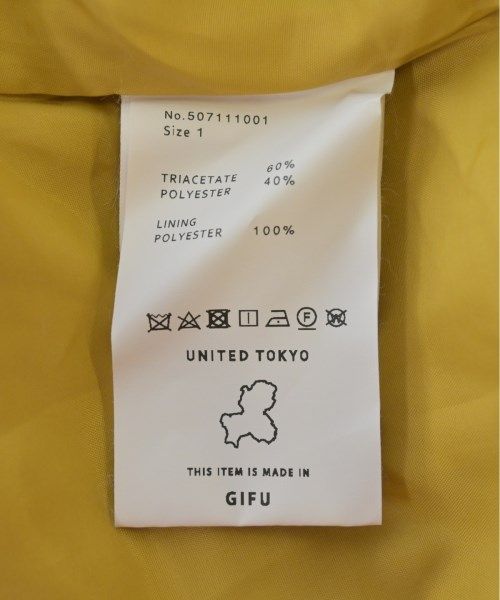 No.507111001
Size 1
TRIACETATE 60%
POLYESTER 40%
LINING
POLYESTER 100%
F W
UNITED TOKYO
THIS ITEM IS MADE IN
GIFU